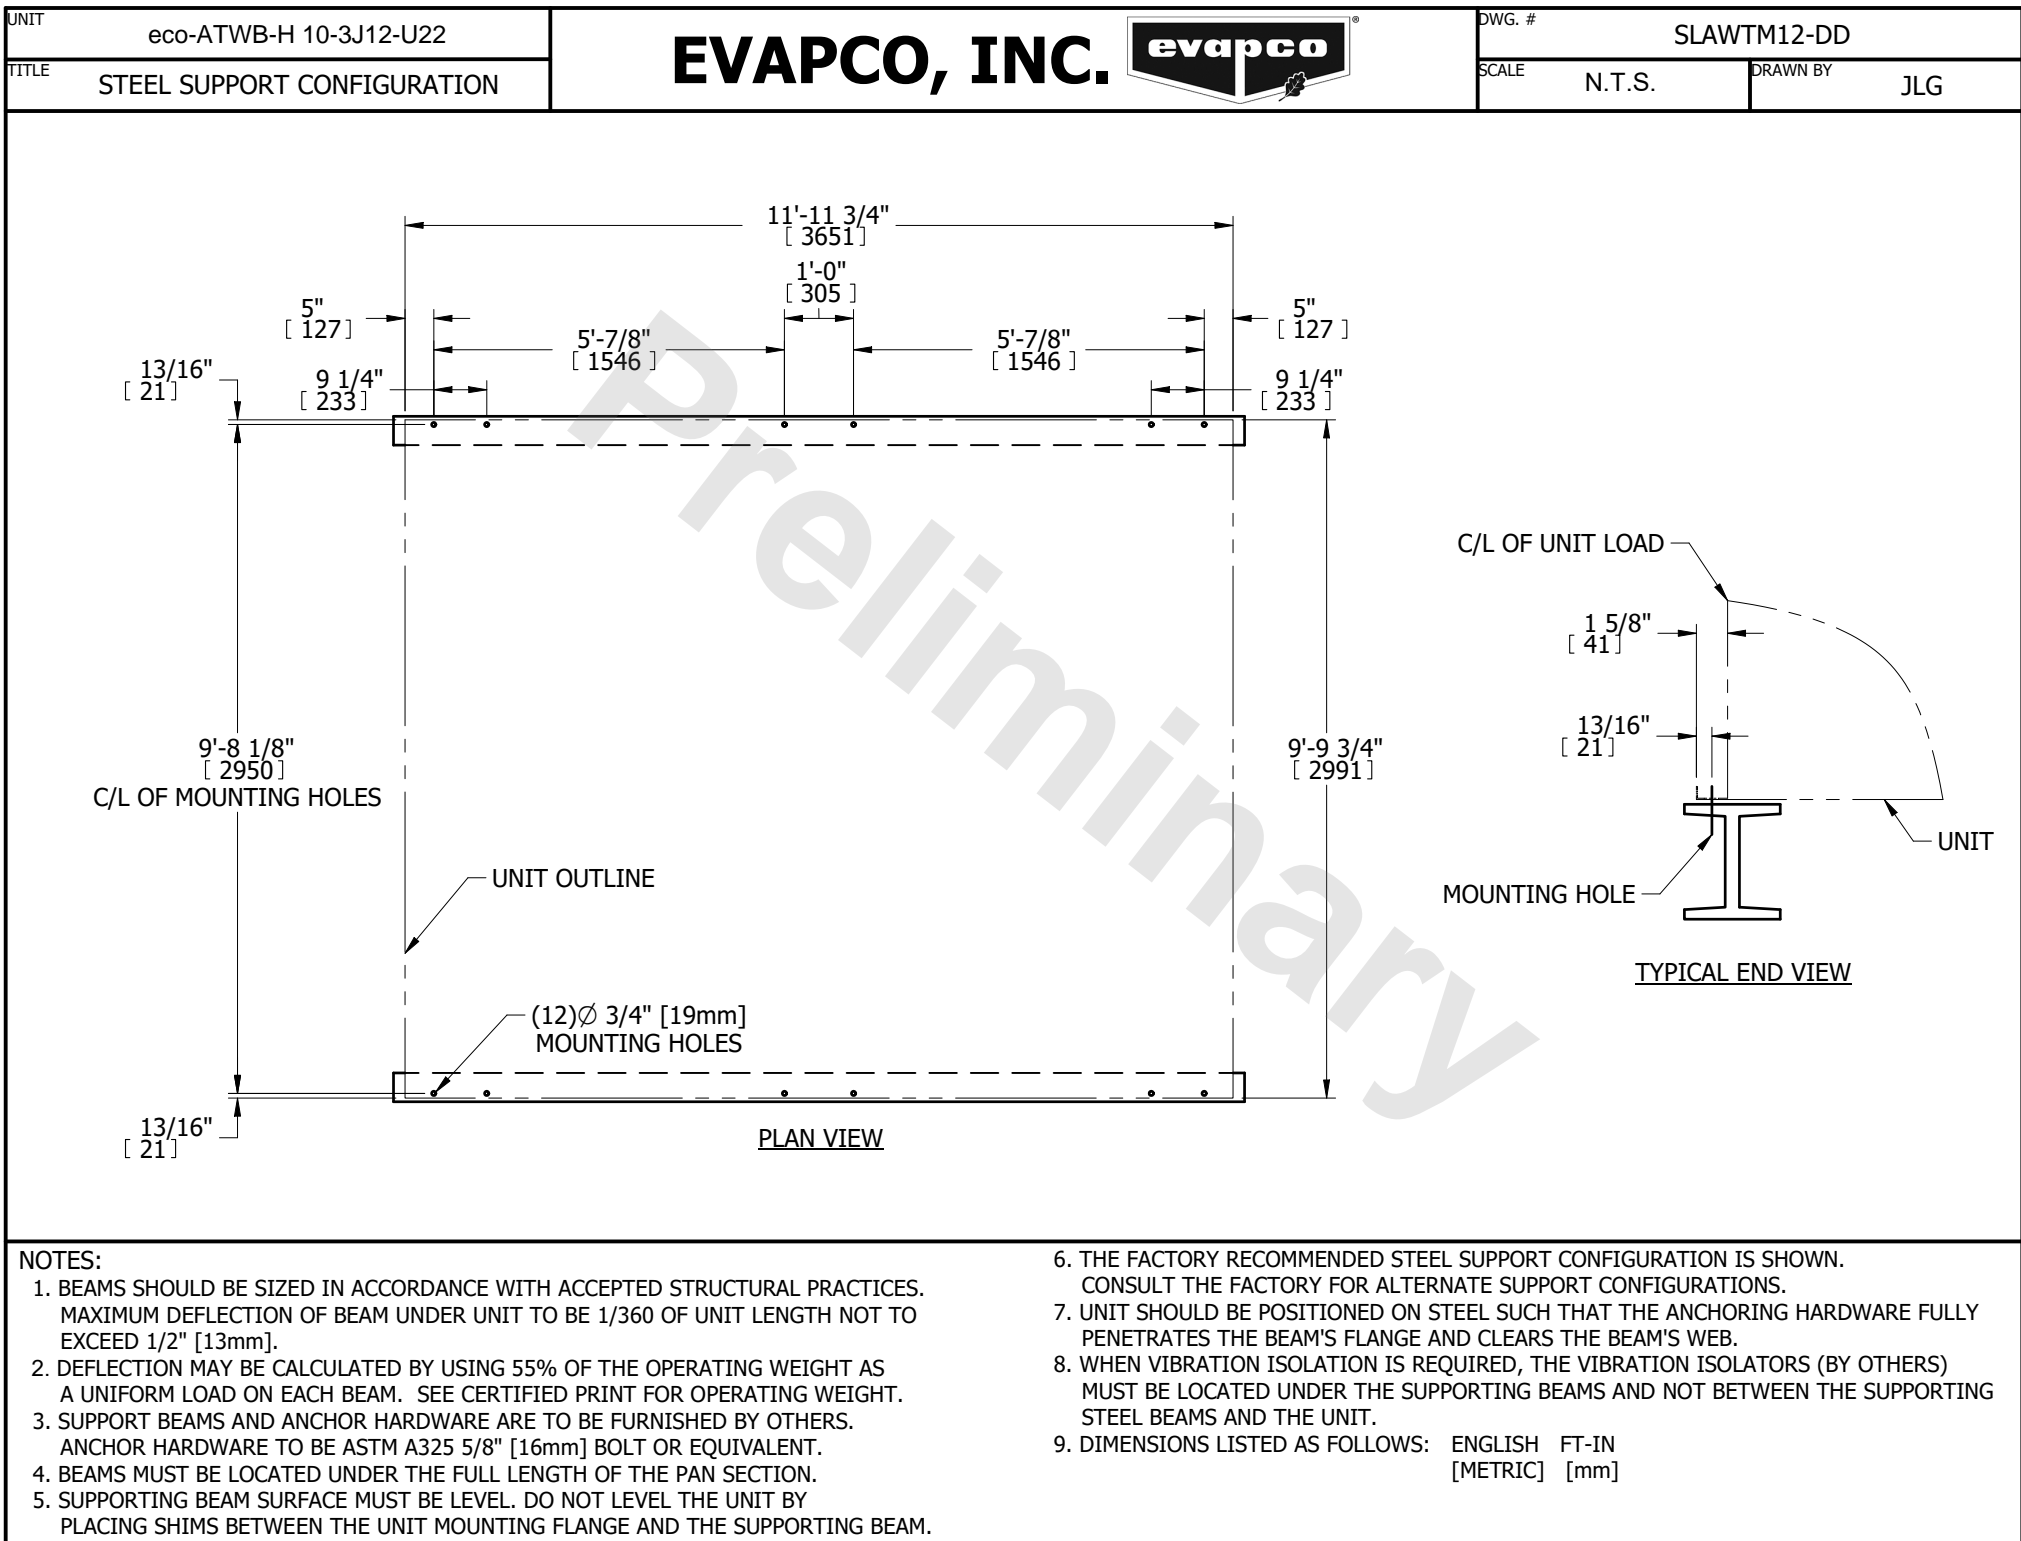 UNIT
eco-ATWB-H 10-3J12-U22
TITLE
STEEL SUPPORT CONFIGURATION
EVAPCO, INC.
evapco
®
DWG. #
SLAWTM12-DD
SCALE
N.T.S.
DRAWN BY
JLG
11'-11 3/4"
[ 3651 ]
1'-0"
[ 305 ]
5"
[ 127 ]
5"
[ 127 ]
5'-7/8"
[ 1546 ]
5'-7/8"
[ 1546 ]
13/16"
[ 21 ]
9 1/4"
[ 233 ]
9 1/4"
[ 233 ]
Preliminary
C/L OF UNIT LOAD
1 5/8"
[ 41 ]
13/16"
[ 21 ]
9'-8 1/8"
[ 2950 ]
C/L OF MOUNTING HOLES
9'-9 3/4"
[ 2991 ]
UNIT
MOUNTING HOLE
TYPICAL END VIEW
UNIT OUTLINE
(12)∅ 3/4" [19mm]
MOUNTING HOLES
13/16"
[ 21 ]
PLAN VIEW
NOTES:
1. BEAMS SHOULD BE SIZED IN ACCORDANCE WITH ACCEPTED STRUCTURAL PRACTICES.
MAXIMUM DEFLECTION OF BEAM UNDER UNIT TO BE 1/360 OF UNIT LENGTH NOT TO
EXCEED 1/2" [13mm].
2. DEFLECTION MAY BE CALCULATED BY USING 55% OF THE OPERATING WEIGHT AS
A UNIFORM LOAD ON EACH BEAM.  SEE CERTIFIED PRINT FOR OPERATING WEIGHT.
3. SUPPORT BEAMS AND ANCHOR HARDWARE ARE TO BE FURNISHED BY OTHERS.
ANCHOR HARDWARE TO BE ASTM A325 5/8" [16mm] BOLT OR EQUIVALENT.
4. BEAMS MUST BE LOCATED UNDER THE FULL LENGTH OF THE PAN SECTION.
5. SUPPORTING BEAM SURFACE MUST BE LEVEL. DO NOT LEVEL THE UNIT BY
PLACING SHIMS BETWEEN THE UNIT MOUNTING FLANGE AND THE SUPPORTING BEAM.
6. THE FACTORY RECOMMENDED STEEL SUPPORT CONFIGURATION IS SHOWN.
CONSULT THE FACTORY FOR ALTERNATE SUPPORT CONFIGURATIONS.
7. UNIT SHOULD BE POSITIONED ON STEEL SUCH THAT THE ANCHORING HARDWARE FULLY
PENETRATES THE BEAM'S FLANGE AND CLEARS THE BEAM'S WEB.
8. WHEN VIBRATION ISOLATION IS REQUIRED, THE VIBRATION ISOLATORS (BY OTHERS)
MUST BE LOCATED UNDER THE SUPPORTING BEAMS AND NOT BETWEEN THE SUPPORTING
STEEL BEAMS AND THE UNIT.
9. DIMENSIONS LISTED AS FOLLOWS:   ENGLISH   FT-IN
[METRIC]   [mm]